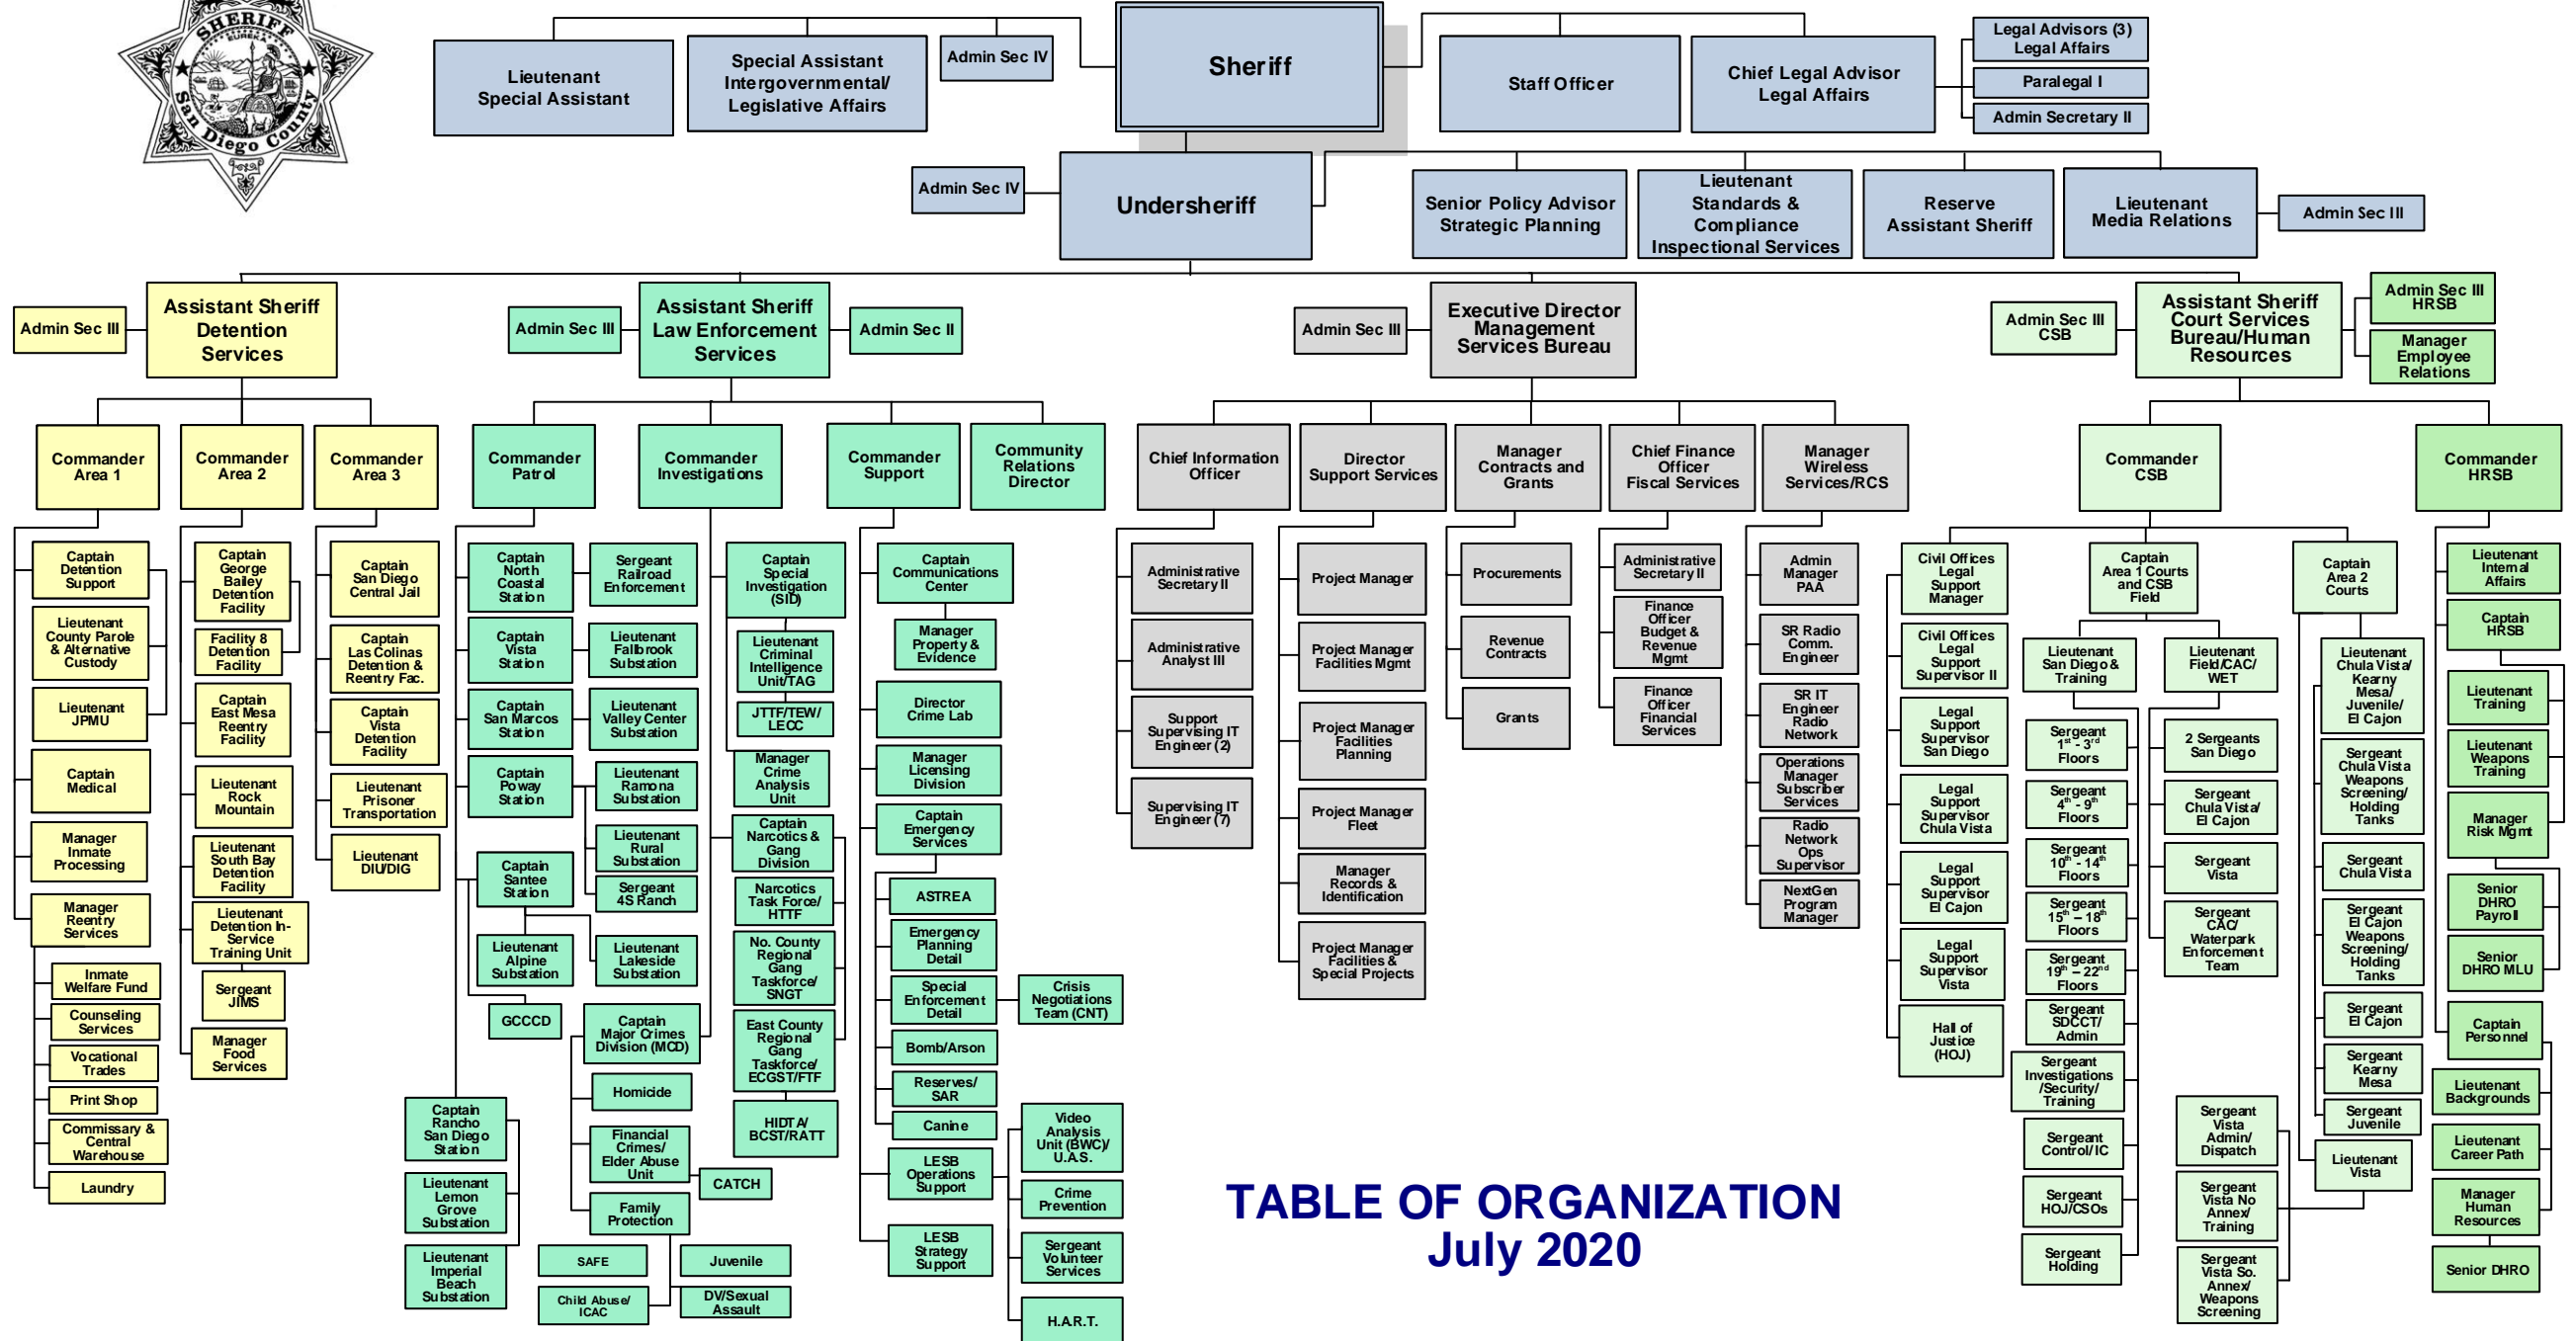 SHERIFF
EUREKA
San Diego County
Lieutenant
Special Assistant
Special Assistant
Intergovernmental/
Legislative Affairs
Admin Sec IV
Sheriff
Staff Officer
Chief Legal Advisor
Legal Affairs
Legal Advisors (3)
Legal Affairs
Paralegal I
Admin Secretary II
Admin Sec IV
Undersheriff
Senior Policy Advisor
Strategic Planning
Lieutenant
Standards &
Compliance
Inspectional Services
Reserve
Assistant Sheriff
Lieutenant
Media Relations
Admin Sec III
Admin Sec III
Assistant Sheriff
Detention
Services
Admin Sec III
Assistant Sheriff
Law Enforcement
Services
Admin Sec II
Admin Sec III
Executive Director
Management
Services Bureau
Admin Sec III
CSB
Assistant Sheriff
Court Services
Bureau/Human
Resources
Admin Sec III
HRSB
Manager
Employee
Relations
Commander
Area 1
Commander
Area 2
Commander
Area 3
Commander
Patrol
Commander
Investigations
Commander
Support
Community
Relations
Director
Chief Information
Officer
Director
Support Services
Manager
Contracts and
Grants
Chief Finance
Officer
Fiscal Services
Manager
Wireless
Services/RCS
Commander
CSB
Commander
HRSB
Captain
Detention
Support
Lieutenant
County Parole
& Alternative
Custody
Lieutenant
JPMU
Captain
Medical
Manager
Inmate
Processing
Manager
Reentry
Services
Inmate
Welfare Fund
Counseling
Services
Vocational
Trades
Print Shop
Commissary &
Central
Warehouse
Laundry
Captain
George
Bailey
Detention
Facility
Facility 8
Detention
Facility
Captain
East Mesa
Reentry
Facility
Lieutenant
Rock
Mountain
Lieutenant
South Bay
Detention
Facility
Lieutenant
Detention In-
Service
Training Unit
Sergeant
JIMS
Manager
Food
Services
Captain
San Diego
Central Jail
Captain
Las Colinas
Detention &
Reentry Fac.
Captain
Vista
Detention
Facility
Lieutenant
Prisoner
Transportation
Lieutenant
DIU/DIG
Captain
North
Coastal
Station
Sergeant
Railroad
Enforcement
Captain
Vista
Station
Lieutenant
Fallbrook
Substation
Captain
San Marcos
Station
Lieutenant
Valley Center
Substation
Captain
Poway
Station
Lieutenant
Ramona
Substation
Lieutenant
Rural
Substation
Sergeant
4S Ranch
Captain
Santee
Station
Lieutenant
Alpine
Substation
Lieutenant
Lakeside
Substation
GCCCD
Captain
Rancho
San Diego
Station
Lieutenant
Lemon
Grove
Substation
Lieutenant
Imperial
Beach
Substation
Captain
Special
Investigation
(SID)
Lieutenant
Criminal
Intelligence
Unit/TAG
JTTF/TEW/
LECC
Manager
Crime
Analysis
Unit
Captain
Narcotics &
Gang
Division
Narcotics
Task Force/
HTTF
No. County
Regional
Gang
Taskforce/
SNGT
East County
Regional
Gang
Taskforce/
ECGST/FTF
HIDTA/
BCST/RATT
Captain
Major Crimes
Division (MCD)
Homicide
Financial
Crimes/
Elder Abuse
Unit
CATCH
Family
Protection
SAFE
Juvenile
Child Abuse/
ICAC
DV/Sexual
Assault
Captain
Communications
Center
Manager
Property &
Evidence
Director
Crime Lab
Manager
Licensing
Division
Captain
Emergency
Services
ASTREA
Emergency
Planning
Detail
Special
Enforcement
Detail
Crisis
Negotiations
Team (CNT)
Bomb/Arson
Reserves/
SAR
Canine
LESB
Operations
Support
Video
Analysis
Unit (BWC)/
U.A.S.
Crime
Prevention
Sergeant
Volunteer
Services
H.A.R.T.
LESB
Strategy
Support
Administrative
Secretary II
Administrative
Analyst III
Support
Supervising IT
Engineer (2)
Supervising IT
Engineer (7)
Project Manager
Project Manager
Facilities Mgmt
Project Manager
Facilities
Planning
Project Manager
Fleet
Manager
Records &
Identification
Project Manager
Facilities &
Special Projects
Procurements
Revenue
Contracts
Grants
Administrative
Secretary II
Finance
Officer
Budget &
Revenue
Mgmt
Finance
Officer
Financial
Services
Admin
Manager
PAA
SR Radio
Comm.
Engineer
SR IT
Engineer
Radio
Network
Operations
Manager
Subscriber
Services
Radio
Network
Ops
Supervisor
NextGen
Program
Manager
Civil Offices
Legal
Support
Manager
Civil Offices
Legal
Support
Supervisor II
Legal
Support
Supervisor
San Diego
Legal
Support
Supervisor
Chula Vista
Legal
Support
Supervisor
El Cajon
Legal
Support
Supervisor
Vista
Hall of
Justice
(HOJ)
Captain
Area 1 Courts
and CSB
Field
Lieutenant
San Diego &
Training
Sergeant
1st - 3rd
Floors
Sergeant
4th - 9th
Floors
Sergeant
10th - 14th
Floors
Sergeant
15th – 18th
Floors
Sergeant
19th – 22nd
Floors
Sergeant
SDCCT/
Admin
Sergeant
Investigations
/Security/
Training
Sergeant
Control/IC
Sergeant
HOJ/CSOs
Sergeant
Holding
Lieutenant
Field/CAC/
WET
2 Sergeants
San Diego
Sergeant
Chula Vista/
El Cajon
Sergeant
Vista
Sergeant
CAC/
Waterpark
Enforcement
Team
Captain
Area 2
Courts
Lieutenant
Chula Vista/
Kearny
Mesa/
Juvenile/
El Cajon
Sergeant
Chula Vista
Weapons
Screening/
Holding
Tanks
Sergeant
Chula Vista
Sergeant
El Cajon
Weapons
Screening/
Holding
Tanks
Sergeant
El Cajon
Sergeant
Kearny
Mesa
Sergeant
Juvenile
Lieutenant
Vista
Sergeant
Vista
Admin/
Dispatch
Sergeant
Vista No
Annex/
Training
Sergeant
Vista So.
Annex/
Weapons
Screening
Lieutenant
Internal
Affairs
Captain
HRSB
Lieutenant
Training
Lieutenant
Weapons
Training
Manager
Risk Mgmt
Senior
DHRO
Payroll
Senior
DHRO MLU
Captain
Personnel
Lieutenant
Backgrounds
Lieutenant
Career Path
Manager
Human
Resources
Senior DHRO
TABLE OF ORGANIZATION
July 2020